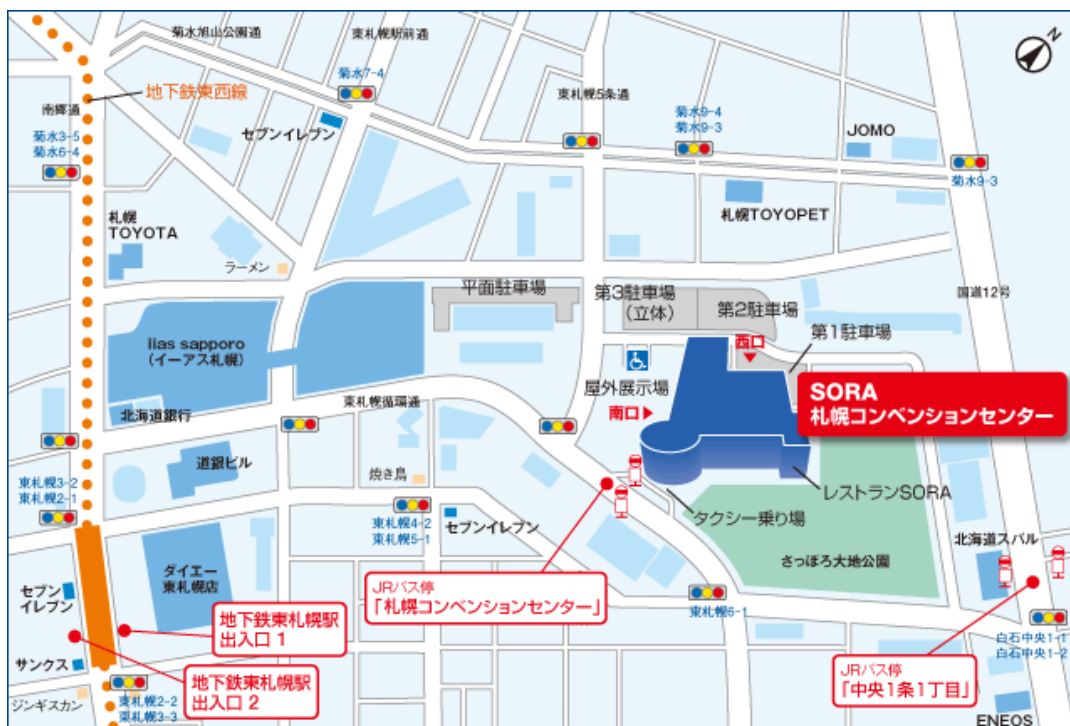 菊水旭山公園通
東札幌駅前通
N
地下鉄東西線
菊水7-4
東札幌5条通
菊水9-4
菊水9-3
南郷通
菊水3-5
菊水6-4
セブンイレブン
JOMO
菊水9-3
札幌
TOYOTA
札幌TOYOPET
ラーメン
平面駐車場
第3駐車場
(立体)
第2駐車場
国道12号
iias sapporo
(イーアス札幌)
西口
第1駐車場
屋外展示場
南口
SORA
札幌コンベンションセンター
北海道銀行
東札幌循環通
道銀ビル
焼き鳥
東札幌3-2
東札幌2-1
レストランSORA
タクシー乗り場
東札幌4-2
東札幌5-1
セブンイレブン
北海道スバル
さっぽろ大地公園
ダイエー
東札幌店
セブン
イレブン
JRバス停
「札幌コンベンションセンター」
東札幌6-1
地下鉄東札幌駅
出入口 1
白石中央1-1
白石中央1-2
サンクス
地下鉄東札幌駅
出入口 2
JRバス停
「中央1条1丁目」
ジンギスカン
東札幌2-2
東札幌3-3
ENEOS